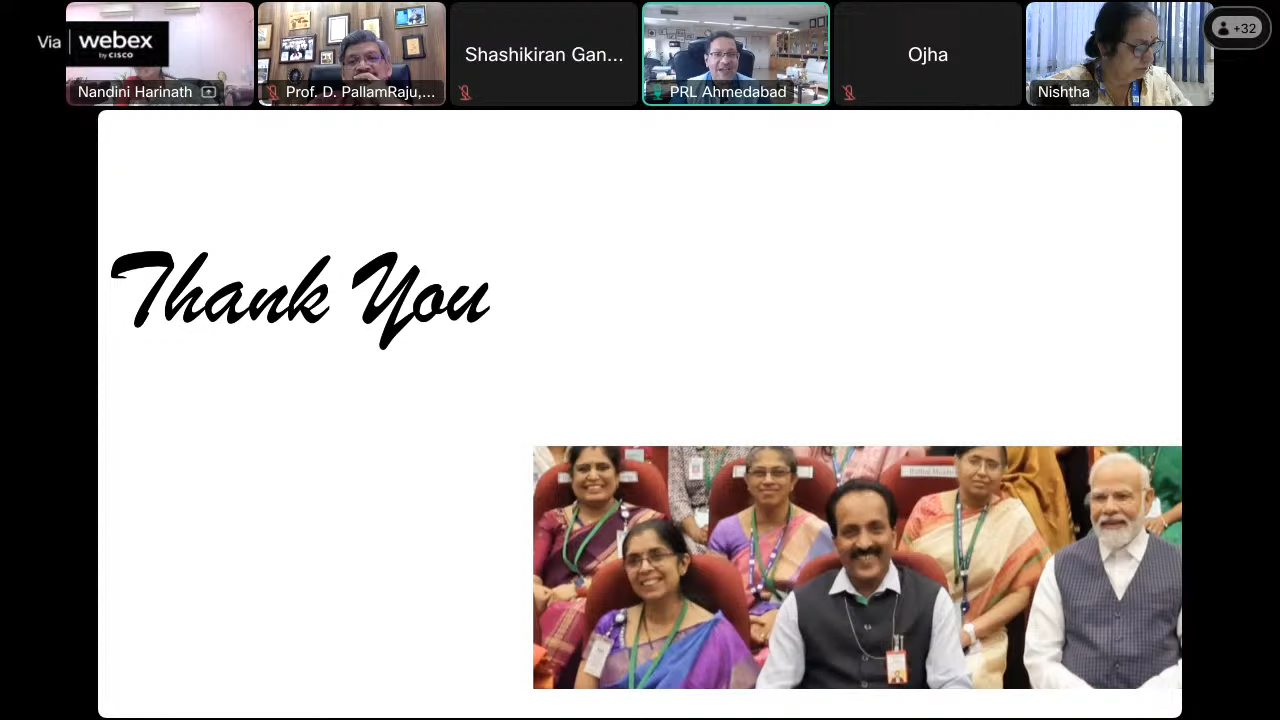 Via webex
by CISCO
Nandini Harinath
Prof. D. PallamRaju,...
Shashikiran Gan...
PRL Ahmedabad
Ojha
Nishtha
+32
Thank You